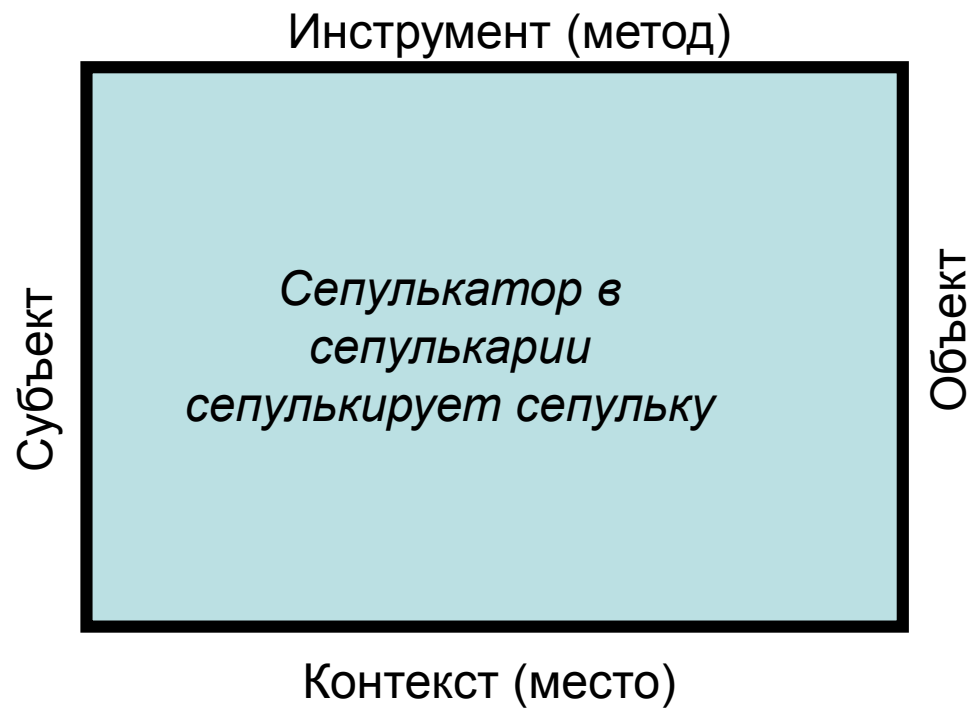 Инструмент (метод)
Субъект
Сепулькатор в
сепулькарии
сепулькирует сепульку
Объект
Контекст (место)